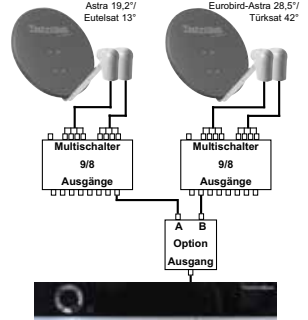 Astra 19,2°/
Eutelsat 13°
Eurobird-Astra 28,5°/
Türksat 42°
Multischalter
9/8
Ausgänge
Multischalter
9/8
Ausgänge
A B
Option
Ausgang